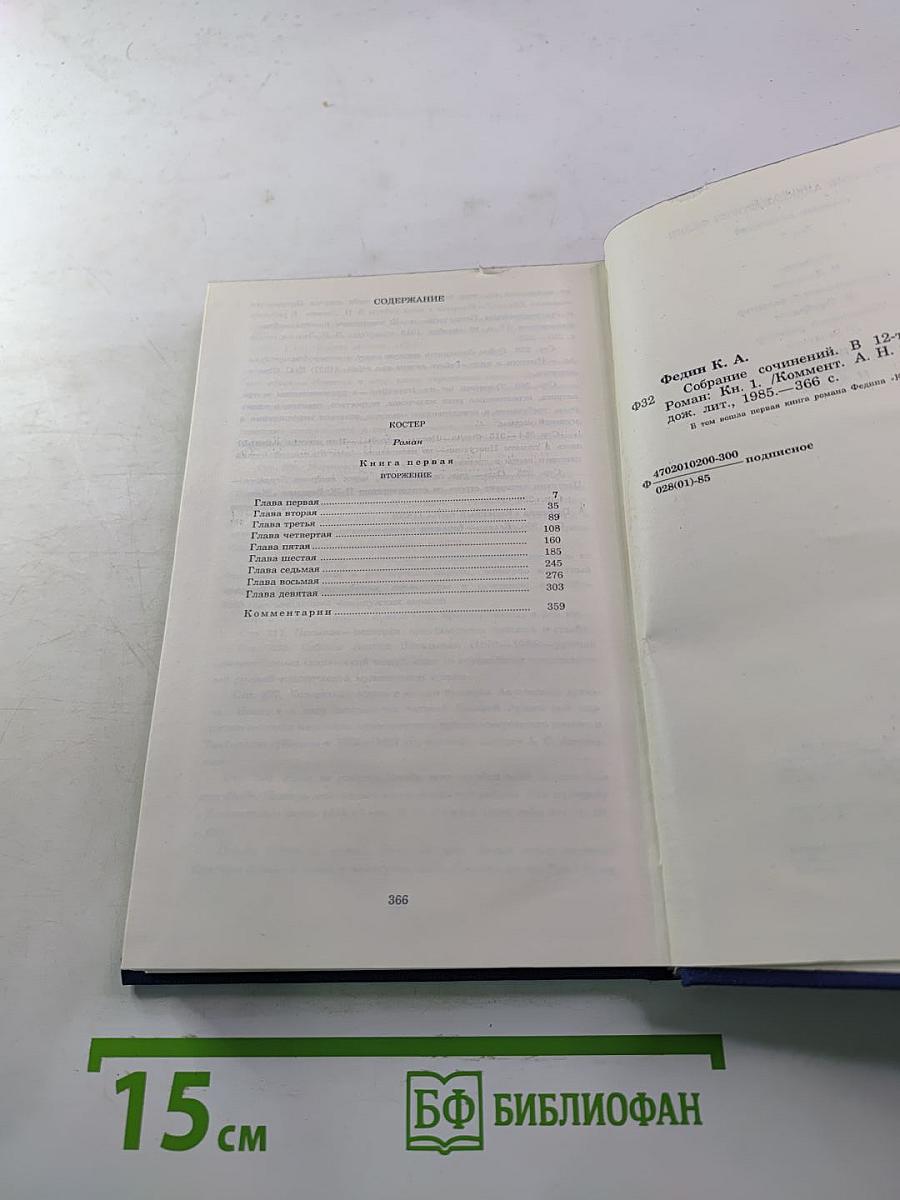 СОДЕРЖАНИЕ
КОСТЕР
Роман
Книга первая
ВТОРЖЕНИЕ
Глава первая 7
Глава вторая 35
Глава третья 89
Глава четвертая 108
Глава пятая 160
Глава шестая 185
Глава седьмая 245
Глава восьмая 276
Глава девятая 303
Комментарии 359
366
Федин К. А.
Ф32
Собрание сочинений. В 12-т
Роман: Кн. 1. /Коммент. А. Н.
дож. лит., 1985.—366 с.
В том вошла первая книга романа Федина
Ф 4702010200-300
028(01)-85
подписное
15 см
БФ БИБЛИОФАН